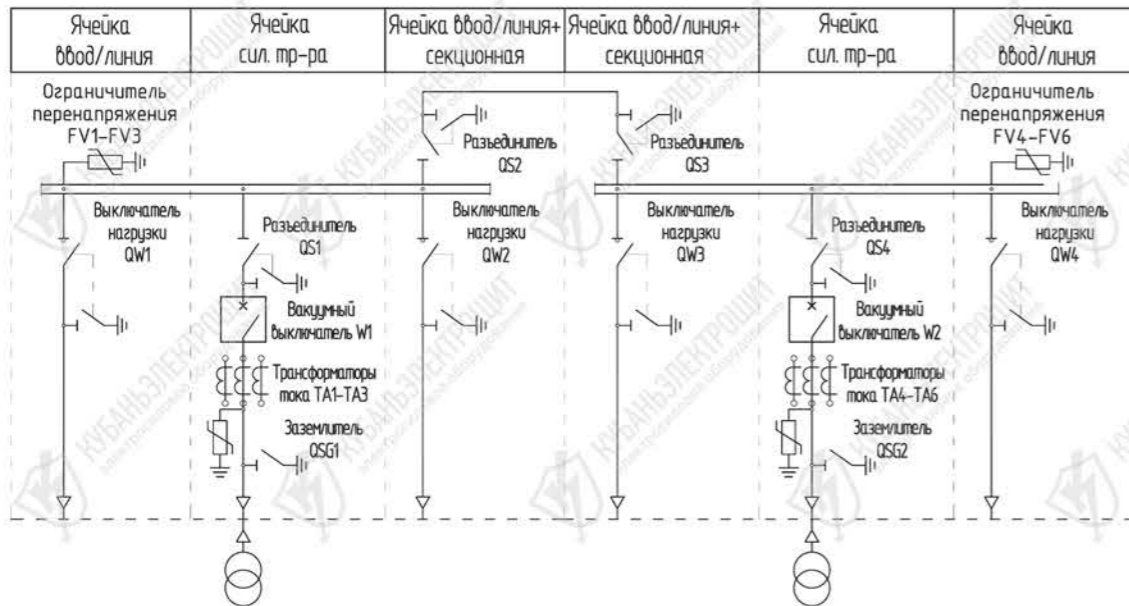 Ячейка
ввод/линия
Ячейка
сил. тр-ра
Ячейка ввод/линия+
секционная
Ячейка ввод/линия+
секционная
Ячейка
сил. тр-ра
Ячейка
ввод/линия
Ограничитель
перенапряжения
FV1-FV3
Разъединитель
QS2
Разъединитель
QS3
Ограничитель
перенапряжения
FV4-FV6
Выключатель
нагрузки
QW1
Разъединитель
QS1
Выключатель
нагрузки
QW2
Выключатель
нагрузки
QW3
Разъединитель
QS4
Выключатель
нагрузки
QW4
Вакуумный
выключатель W1
Вакуумный
выключатель W2
Трансформаторы
тока TA1-TA3
Трансформаторы
тока TA4-TA6
Заземлитель
QSG1
Заземлитель
QSG2
КУБАНЬЭЛЕКТРОЩИТ
электрощитовое оборудование